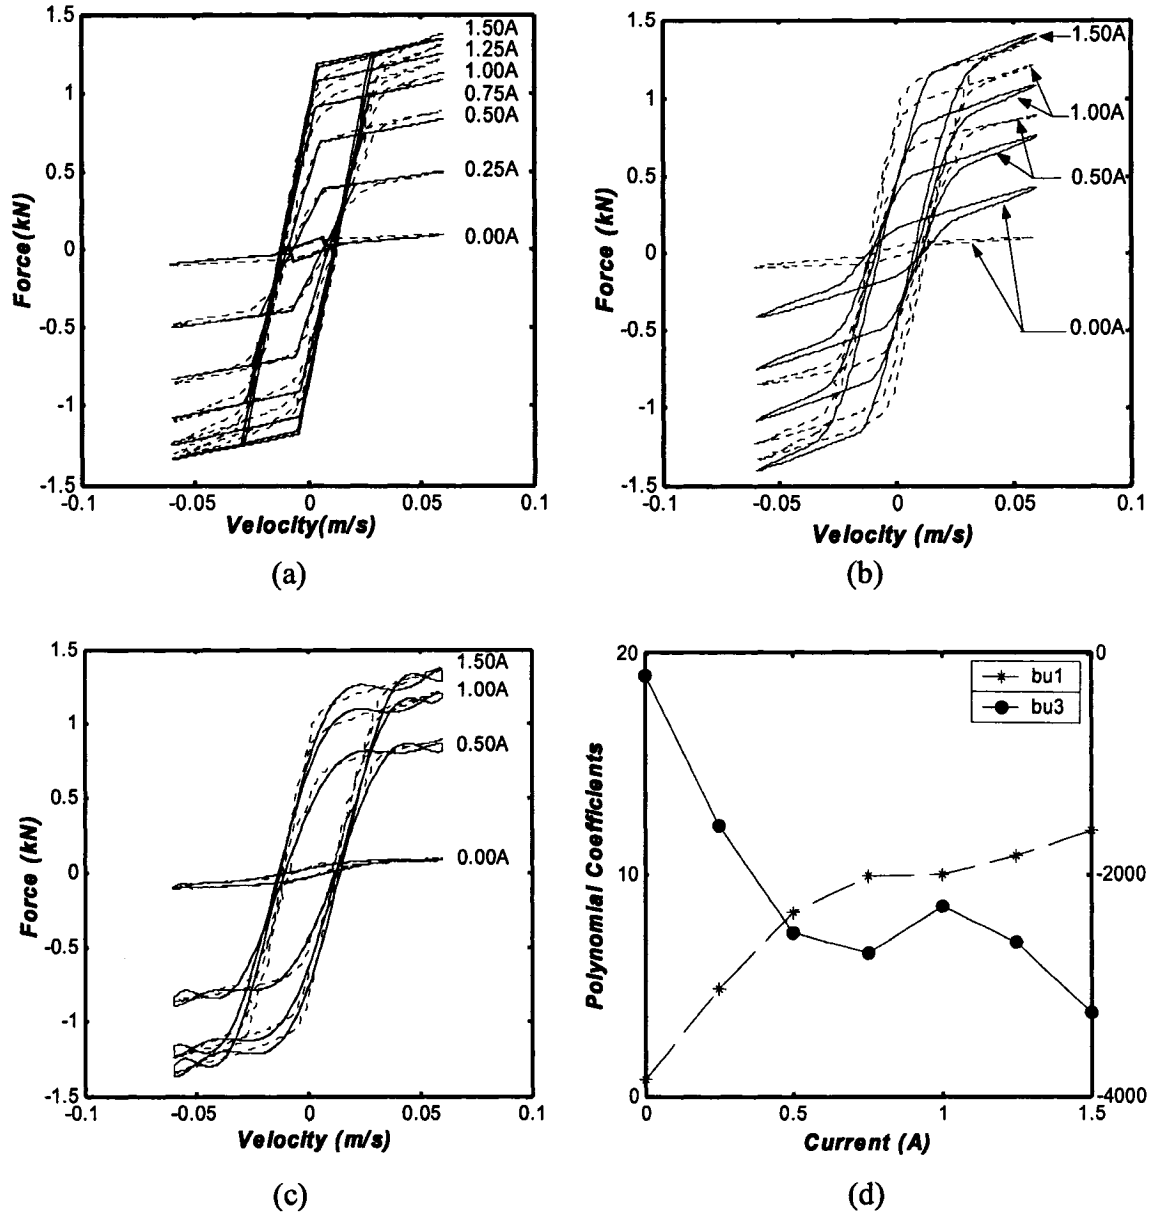 1.5
1
0.5
0
-0.5
-1
-1.5
Force(kN)
-0.1
-0.05
0
0.05
0.1
Velocity(m/s)
1.50A
1.25A
1.00A
0.75A
0.50A
0.25A
0.00A
(a)
1.5
1
0.5
0
-0.5
-1
-1.5
Force (kN)
-0.1
-0.05
0
0.05
0.1
Velocity (m/s)
1.50A
1.00A
0.50A
0.00A
(b)
1.5
1
0.5
0
-0.5
-1
-1.5
Force (kN)
-0.1
-0.05
0
0.05
0.1
Velocity (m/s)
1.50A
1.00A
0.50A
0.00A
(c)
20
10
0
Polynomial Coefficients
0
-2000
-4000
0
0.5
1
1.5
Current (A)
bu1
bu3
(d)